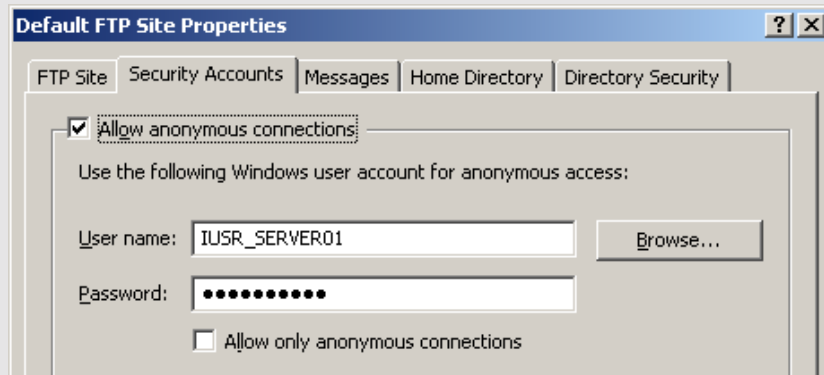 Default FTP Site Properties
FTP Site Security Accounts Messages Home Directory Directory Security
Allow anonymous connections
Use the following Windows user account for anonymous access:
User name: IUSR_SERVER01 Browse...
Password: ●●●●●●●●●●
Allow only anonymous connections